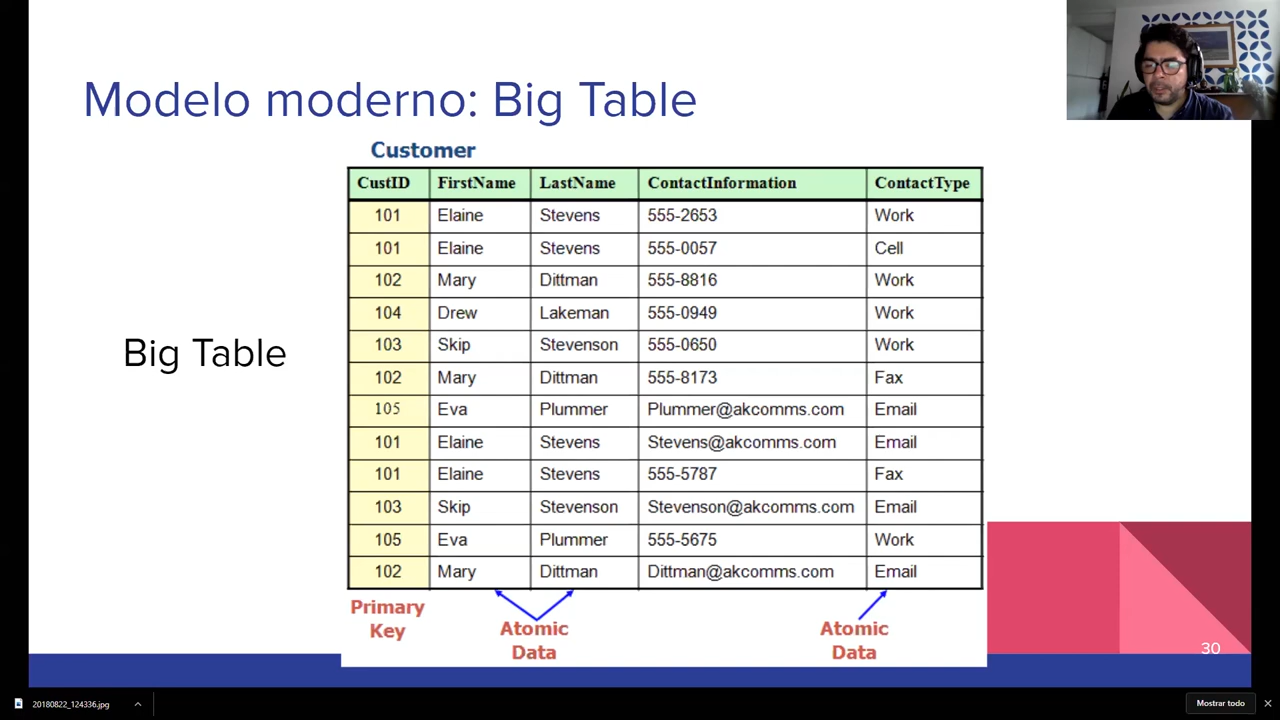 Modelo moderno: Big Table
Customer
CustID FirstName LastName ContactInformation ContactType
101 Elaine Stevens 555-2653 Work
101 Elaine Stevens 555-0057 Cell
102 Mary Dittman 555-8816 Work
104 Drew Lakeman 555-0949 Work
103 Skip Stevenson 555-0650 Work
102 Mary Dittman 555-8173 Fax
105 Eva Plummer Plummer@akcomms.com Email
101 Elaine Stevens Stevens@akcomms.com Email
101 Elaine Stevens 555-5787 Fax
103 Skip Stevenson Stevenson@akcomms.com Email
105 Eva Plummer 555-5675 Work
102 Mary Dittman Dittman@akcomms.com Email
Big Table
Primary
Key
Atomic
Data
Atomic
Data
30
20180822_124336.jpg
Mostrar todo